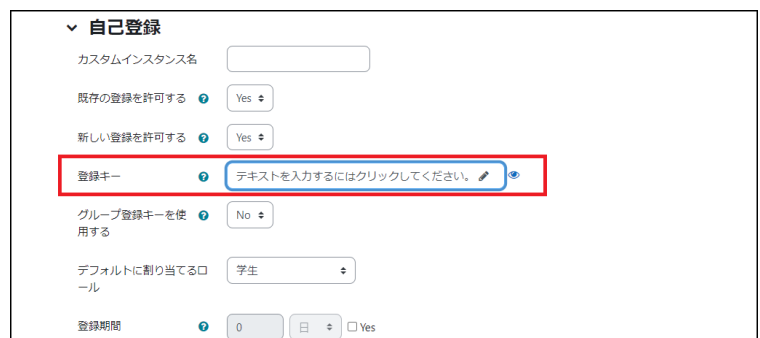 自己登録
カスタムインスタンス名
既存の登録を許可する Yes
新しい登録を許可する Yes
登録キー テキストを入力するにはクリックしてください。
グループ登録キーを使
用する No
デフォルトに割り当てるロ
ール 学生
登録期間 0 日 Yes